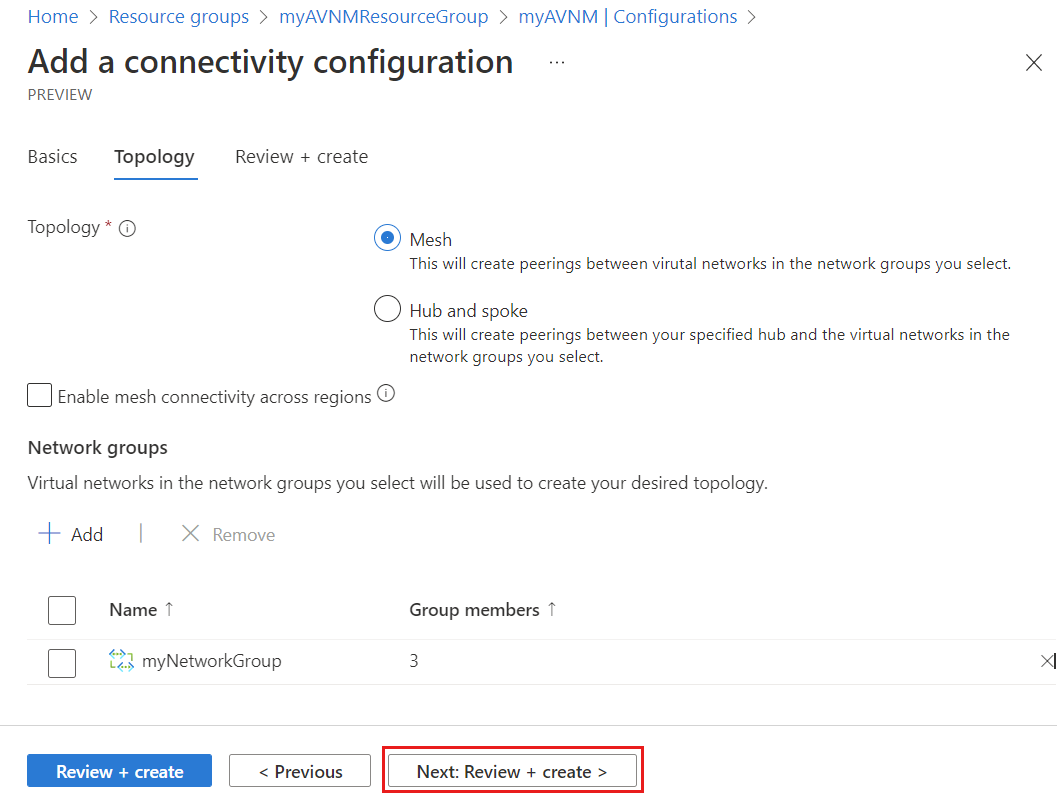 Home > Resource groups > myAVNMResourceGroup > myAVNM | Configurations >
Add a connectivity configuration ...
PREVIEW
Basics Topology Review + create
Topology * 
Mesh
This will create peerings between virutal networks in the network groups you select.
Hub and spoke
This will create peerings between your specified hub and the virtual networks in the
network groups you select.
Enable mesh connectivity across regions
Network groups
Virtual networks in the network groups you select will be used to create your desired topology.
+ Add | × Remove
Name ↑ Group members ↑
myNetworkGroup 3
Review + create < Previous Next: Review + create >